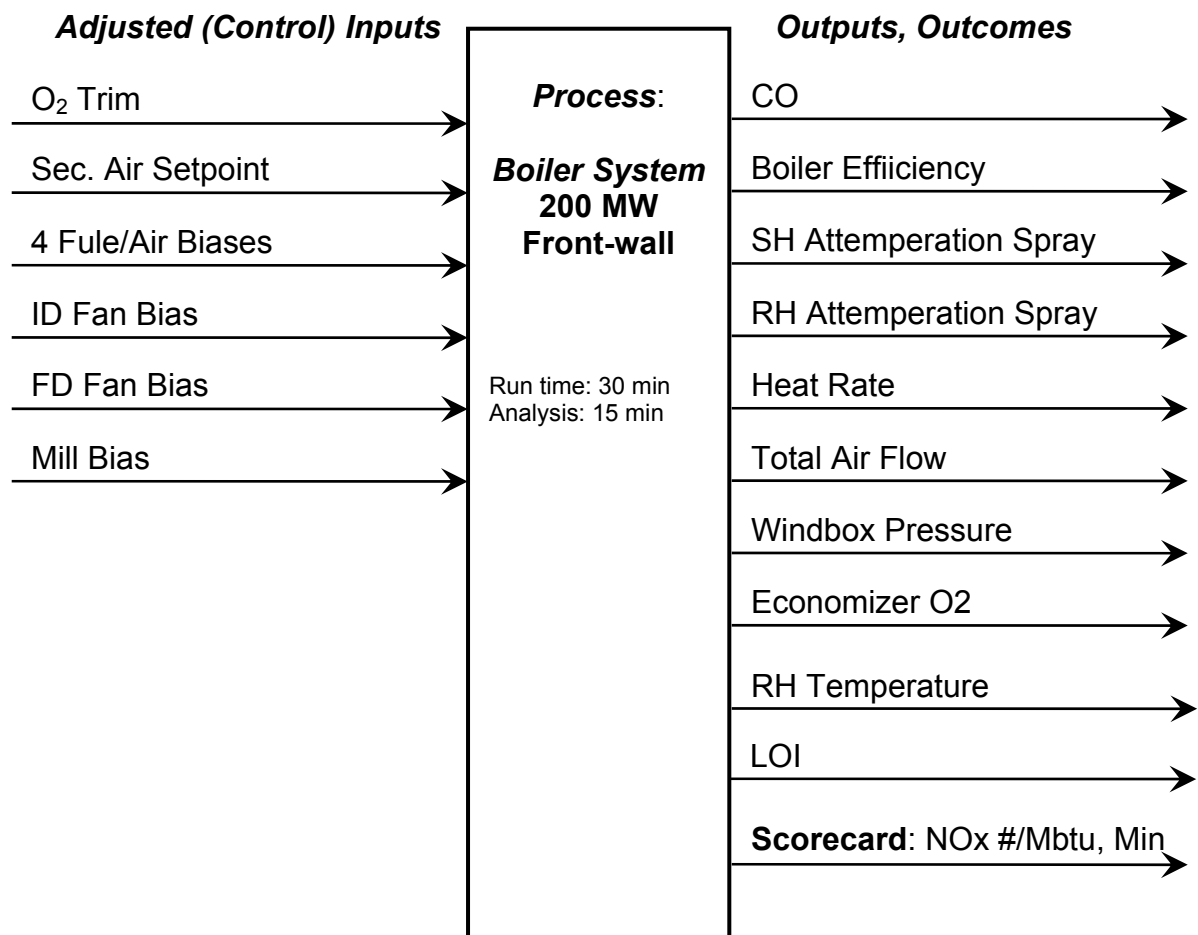 Adjusted (Control) Inputs
O₂ Trim
Sec. Air Setpoint
4 Fule/Air Biases
ID Fan Bias
FD Fan Bias
Mill Bias
Process:
Boiler System
200 MW
Front-wall
Run time: 30 min
Analysis: 15 min
Outputs, Outcomes
CO
Boiler Effiiciency
SH Attemperation Spray
RH Attemperation Spray
Heat Rate
Total Air Flow
Windbox Pressure
Economizer O2
RH Temperature
LOI
Scorecard: NOx #/Mbtu, Min